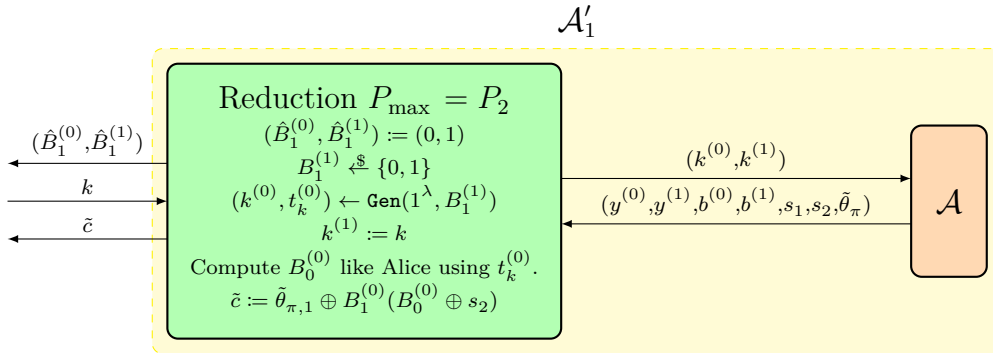 𝒜′₁
Reduction P_max = P₂
(B̂₁⁽⁰⁾, B̂₁⁽¹⁾) := (0, 1)
B₁⁽¹⁾ ←$ {0, 1}
(k⁽⁰⁾, t_k⁽⁰⁾) ← Gen(1^λ, B₁⁽¹⁾)
k⁽¹⁾ := k
Compute B₀⁽⁰⁾ like Alice using t_k⁽⁰⁾.
c̃ := θ̃_π,₁ ⊕ B₁⁽⁰⁾(B₀⁽⁰⁾ ⊕ s₂)
(B̂₁⁽⁰⁾,B̂₁⁽¹⁾)
k
c̃
(k⁽⁰⁾,k⁽¹⁾)
(y⁽⁰⁾,y⁽¹⁾,b⁽⁰⁾,b⁽¹⁾,s₁,s₂,θ̃_π)
𝒜